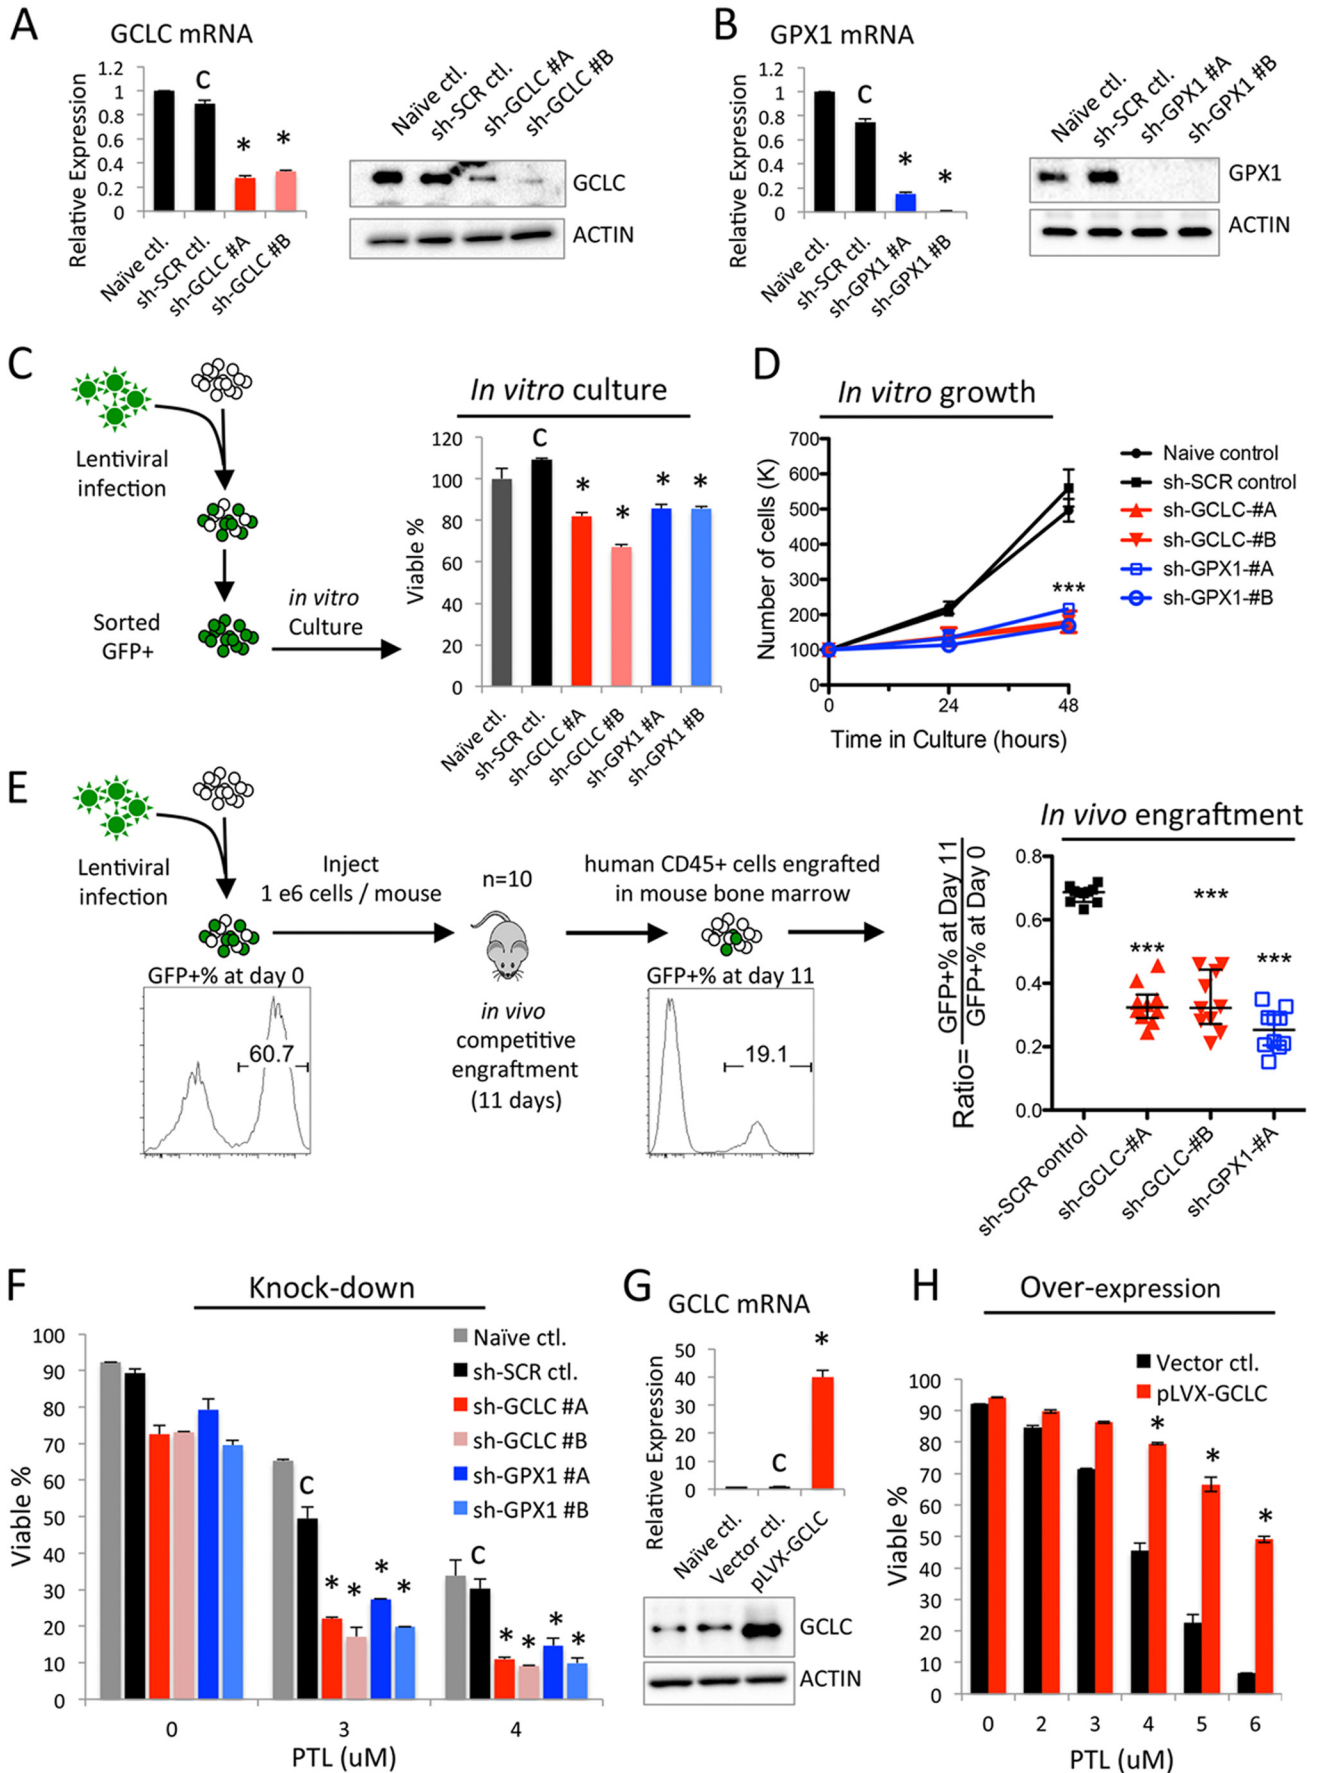 A
GCLC mRNA
Relative Expression
1.2
1
0.8
0.6
0.4
0.2
0
C
*
*
Naïve ctl.
sh-SCR ctl.
sh-GCLC #A
sh-GCLC #B
Naïve ctl.
sh-SCR ctl.
sh-GCLC #A
sh-GCLC #B
GCLC
ACTIN
B
GPX1 mRNA
Relative Expression
1.2
1
0.8
0.6
0.4
0.2
0
C
*
*
Naïve ctl.
sh-SCR ctl.
sh-GPX1 #A
sh-GPX1 #B
Naïve ctl.
sh-SCR ctl.
sh-GPX1 #A
sh-GPX1 #B
GPX1
ACTIN
C
Lentiviral
infection
Sorted
GFP+
in vitro
Culture
In vitro culture
Viable %
120
100
80
60
40
20
0
C
*
*
*
*
Naïve ctl.
sh-SCR ctl.
sh-GCLC #A
sh-GCLC #B
sh-GPX1 #A
sh-GPX1 #B
D
In vitro growth
Number of cells (K)
700
600
500
400
300
200
100
0
***
0
24
48
Time in Culture (hours)
Naive control
sh-SCR control
sh-GCLC-#A
sh-GCLC-#B
sh-GPX1-#A
sh-GPX1-#B
E
Lentiviral
infection
GFP+% at day 0
60.7
Inject
1 e6 cells / mouse
n=10
in vivo
competitive
engraftment
(11 days)
human CD45+ cells engrafted
in mouse bone marrow
GFP+% at day 11
19.1
In vivo engraftment
Ratio=
GFP+% at Day 11
GFP+% at Day 0
0.8
0.6
0.4
0.2
0.0
***
***
***
sh-SCR control
sh-GCLC-#A
sh-GCLC-#B
sh-GPX1-#A
F
Knock-down
Viable %
100
90
80
70
60
50
40
30
20
10
0
Naïve ctl.
sh-SCR ctl.
sh-GCLC #A
sh-GCLC #B
sh-GPX1 #A
sh-GPX1 #B
C
*
*
*
*
C
*
*
*
*
0
3
4
PTL (uM)
G
GCLC mRNA
Relative Expression
50
40
30
20
10
0
C
*
Naïve ctl.
Vector ctl.
pLVX-GCLC
GCLC
ACTIN
H
Over-expression
Vector ctl.
pLVX-GCLC
Viable %
100
90
80
70
60
50
40
30
20
10
0
*
*
*
0
2
3
4
5
6
PTL (uM)